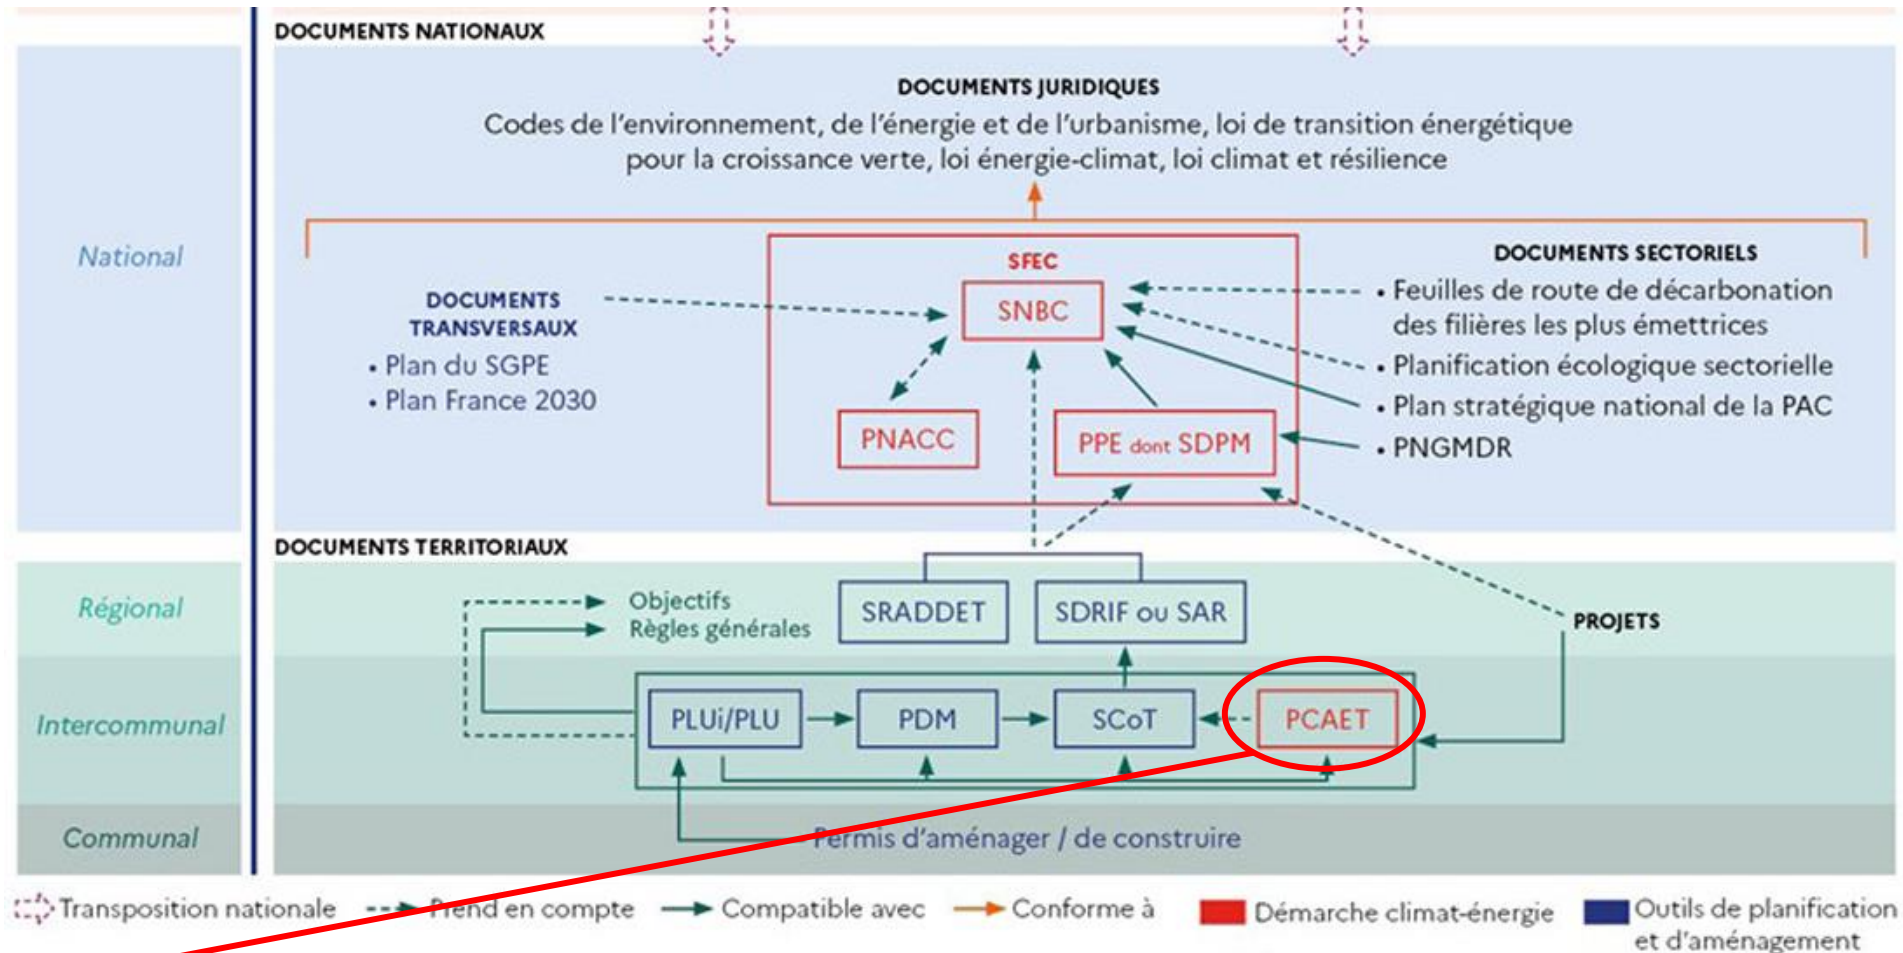 DOCUMENTS NATIONAUX
DOCUMENTS JURIDIQUES
Codes de l'environnement, de l'énergie et de l'urbanisme, loi de transition énergétique
pour la croissance verte, loi énergie-climat, loi climat et résilience
National
SFEC
SNBC
PNACC
PPE dont SDPM
DOCUMENTS
TRANSVERSAUX
• Plan du SGPE
• Plan France 2030
DOCUMENTS SECTORIELS
• Feuilles de route de décarbonation
des filières les plus émettrices
• Planification écologique sectorielle
• Plan stratégique national de la PAC
• PNGMDR
DOCUMENTS TERRITORIAUX
Régional
Objectifs
Règles générales
SRADDET
SDRIF ou SAR
PROJETS
Intercommunal
PLUi/PLU
PDM
SCoT
PCAET
Communal
Permis d'aménager / de construire
Transposition nationale
Prend en compte
Compatible avec
Conforme à
Démarche climat-énergie
Outils de planification
et d'aménagement